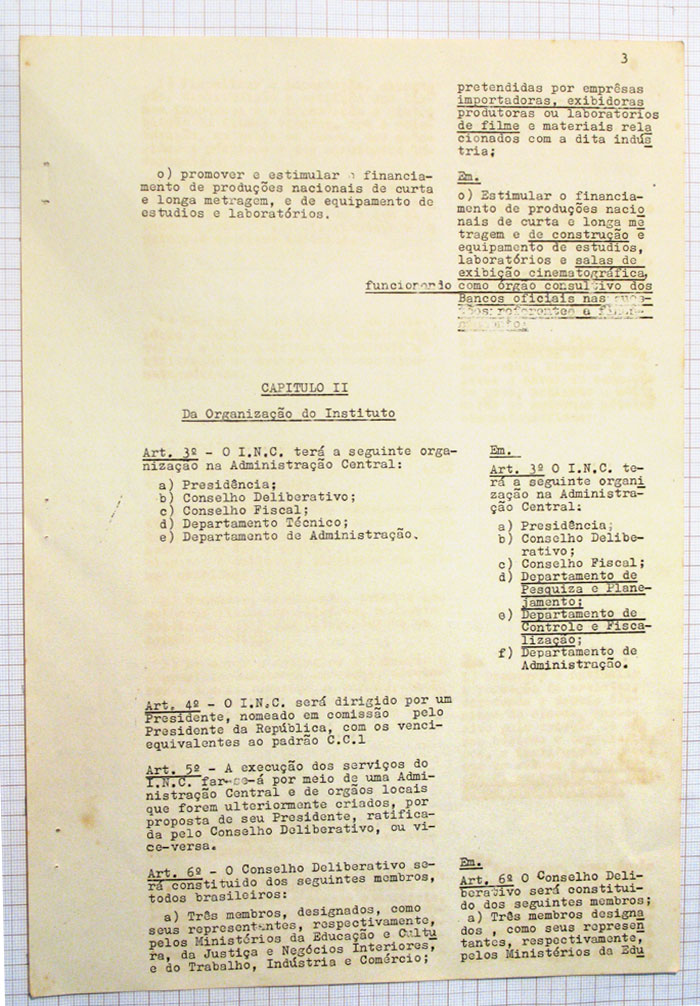 3
pretendidas por emprêsas
importadoras, exibidoras
produtoras ou laboratórios
de filme e materiais rela
cionados com a dita indús
tria;
o) promover e estimular o financia-
mento de produções nacionais de curta
e longa metragem, e de equipamento de
estudios e laboratórios.
Em.
o) Estimular o financia-
mento de produções nacio
nais de curta e longa me
tragem e de construção e
equipamento de estudios,
laboratórios e salas de
exibição cinematográfica,
funcionando como órgão consultivo dos
Bancos oficiais nas
referentes a
CAPITULO II
Da Organização do Instituto
Art. 3º - O I.N.C. terá a seguinte orga-
nização na Administração Central:
a) Presidência;
b) Conselho Deliberativo;
c) Conselho Fiscal;
d) Departamento Técnico;
e) Departamento de Administração.
Em.
Art. 3º O I.N.C. te-
rá a seguinte organi
zação na Administra-
ção Central:
a) Presidência;
b) Conselho Delibe-
rativo;
c) Conselho Fiscal;
d) Departamento de
Pesquiza e Plane-
jamento;
e) Departamento de
Controle e Fisca-
lização;
f) Departamento de
Administração.
Art. 4º - O I.N.C. será dirigido por um
Presidente, nomeado em comissão pelo
Presidente da República, com os venci-
equivalentes ao padrão C.C.1
Art. 5º - A execução dos serviços do
I.N.C. far-se-á por meio de uma Admi-
nistração Central e de orgãos locais
que forem ulteriormente criados, por
proposta de seu Presidente, ratifica-
da pelo Conselho Deliberativo, ou vi-
ce-versa.
Art. 6º - O Conselho Deliberativo se-
rá constituido dos seguintes membros,
todos brasileiros:
a) Três membros, designados, como
seus representantes, respectivamente,
pelos Ministérios da Educação e Cultu
ra, da Justiça e Negócios Interiores,
e do Trabalho, Indústria e Comércio;
Em.
Art. 6º O Conselho Deli-
berativo será constitui-
do dos seguintes membros;
a) Três membros designa
dos , como seus represen
tantes, respectivamente,
pelos Ministérios da Edu